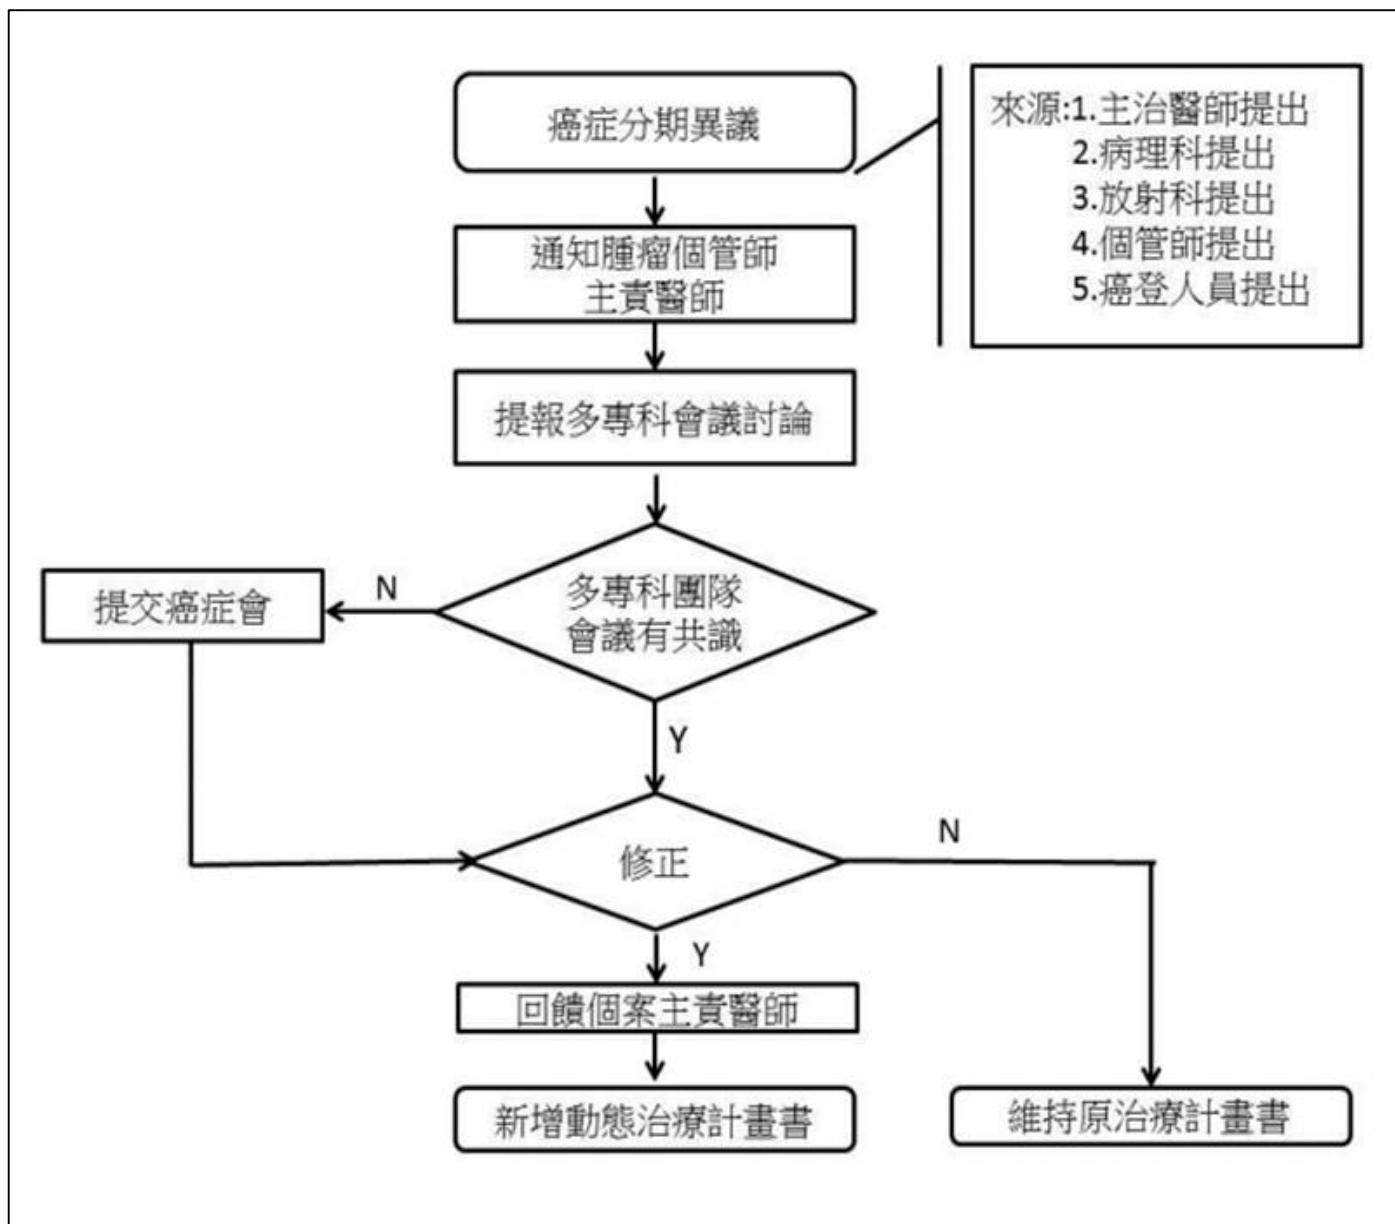 癌症分期異議
來源:1.主治醫師提出
2.病理科提出
3.放射科提出
4.個管師提出
5.癌登人員提出
通知腫瘤個管師
主責醫師
提報多專科會議討論
多專科團隊
會議有共識
N
提交癌症會
Y
修正
N
Y
回饋個案主責醫師
新增動態治療計畫書
維持原治療計畫書